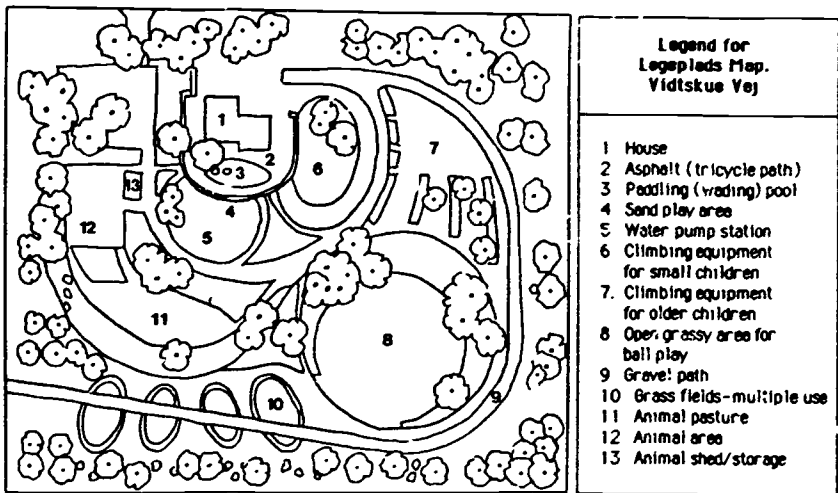 1
2
3
6
7
13
4
12
5
11
8
10
9
Legend for
Legeplads Map.
Vidtskue Vej
1 House
2 Asphalt (tricycle path)
3 Paddling (wading) pool
4 Sand play area
5 Water pump station
6 Climbing equipment
for small children
7. Climbing equipment
for older children
8 Open grassy area for
ball play
9 Gravel path
10 Grass fields-multiple use
11 Animal pasture
12 Animal area
13 Animal shed/storage